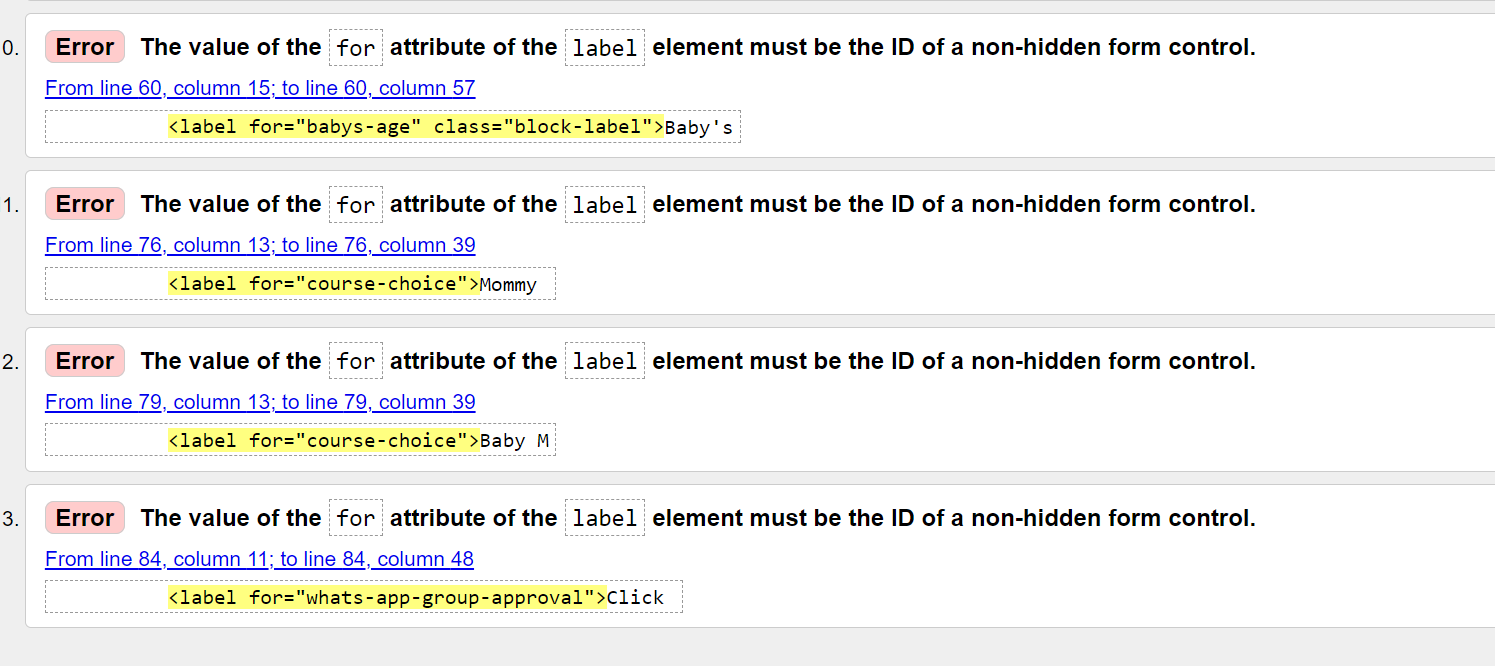 0. Error The value of the for attribute of the label element must be the ID of a non-hidden form control.
From line 60, column 15; to line 60, column 57
<label for="babys-age" class="block-label">Baby's
1. Error The value of the for attribute of the label element must be the ID of a non-hidden form control.
From line 76, column 13; to line 76, column 39
<label for="course-choice">Mommy
2. Error The value of the for attribute of the label element must be the ID of a non-hidden form control.
From line 79, column 13; to line 79, column 39
<label for="course-choice">Baby M
3. Error The value of the for attribute of the label element must be the ID of a non-hidden form control.
From line 84, column 11; to line 84, column 48
<label for="whats-app-group-approval">Click